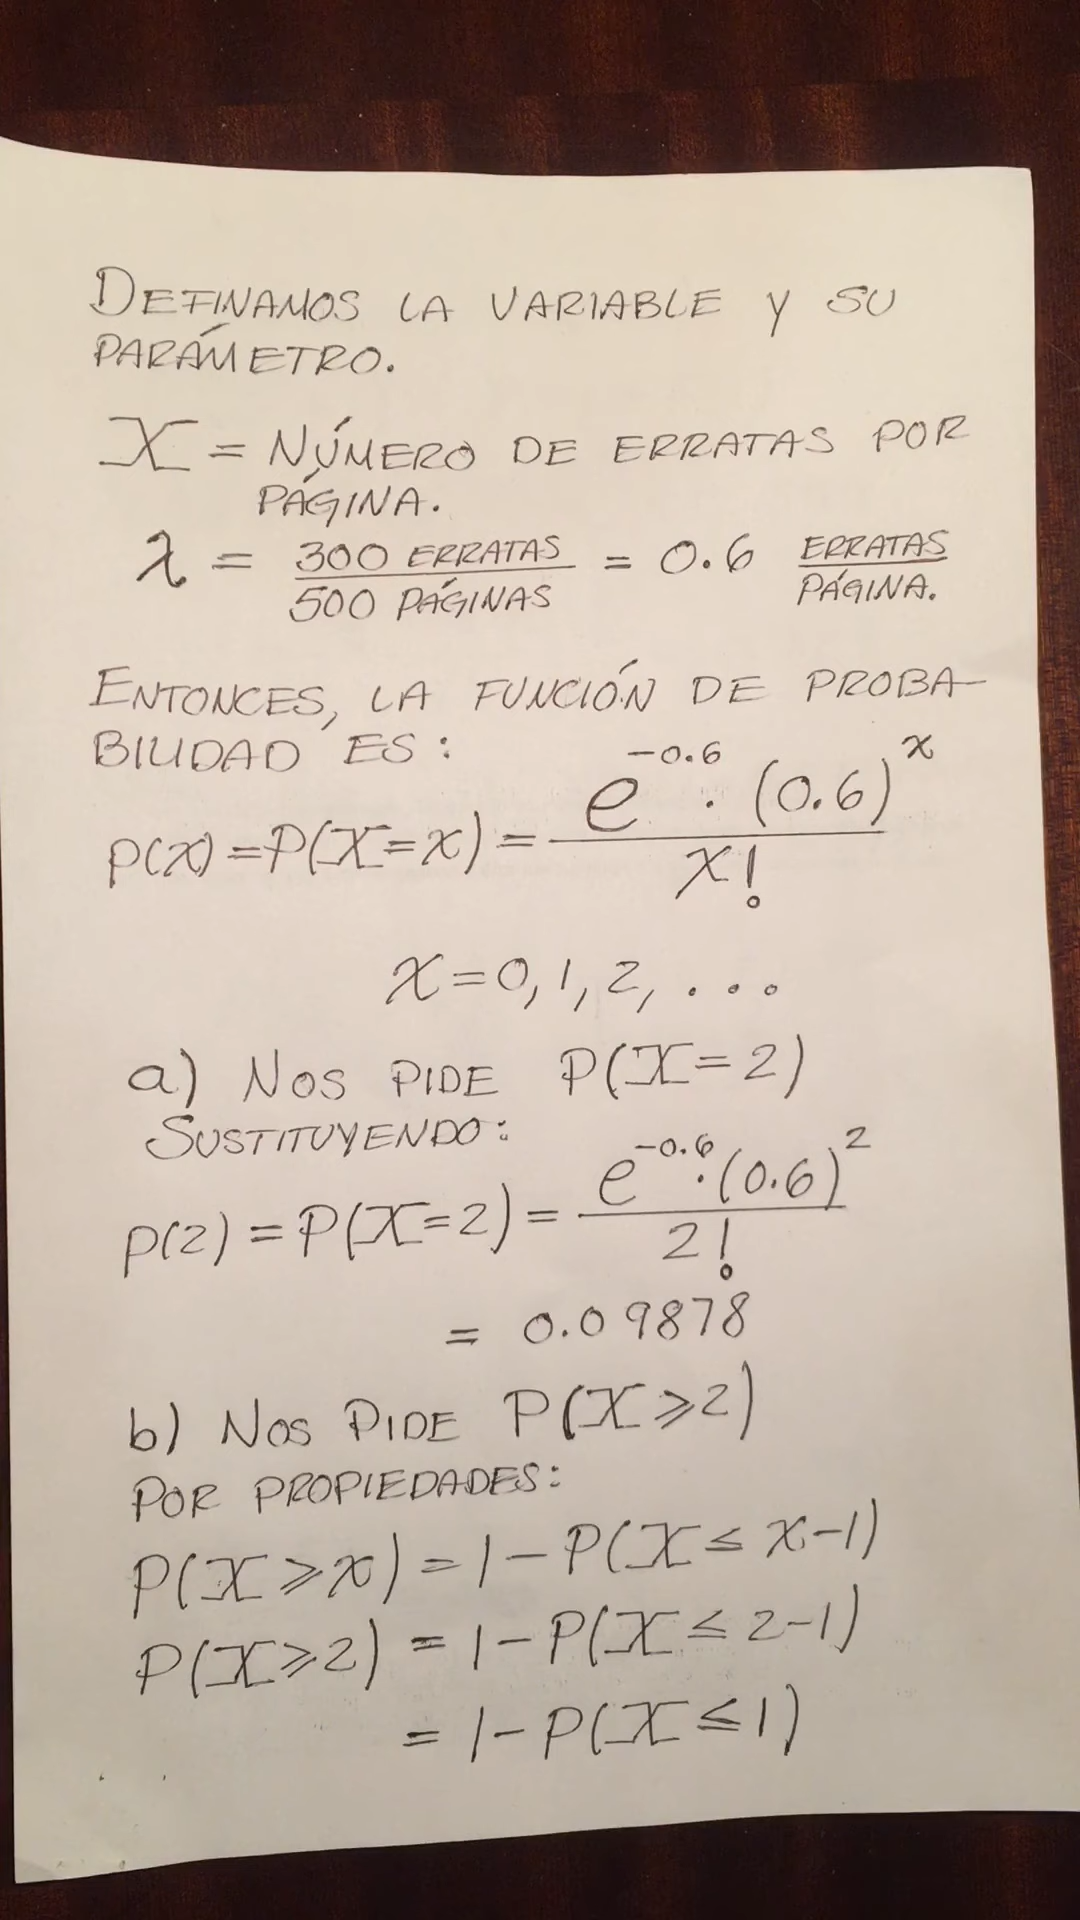 DEFINAMOS LA VARIABLE Y SU
PARÁMETRO.
X = NÚMERO DE ERRATAS POR
PÁGINA.
λ = 300 ERRATAS / 500 PÁGINAS = 0.6 ERRATAS / PÁGINA.
ENTONCES, LA FUNCIÓN DE PROBA-
BILIDAD ES:
p(x) = P(X=x) = e^-0.6 · (0.6)^x / x!
x = 0, 1, 2, ...
a) NOS PIDE P(X=2)
SUSTITUYENDO:
p(2) = P(X=2) = e^-0.6 · (0.6)^2 / 2!
= 0.09878
b) NOS PIDE P(X⩾2)
POR PROPIEDADES:
P(X⩾x) = 1-P(X≤x-1)
P(X⩾2) = 1-P(X≤2-1)
= 1-P(X≤1)